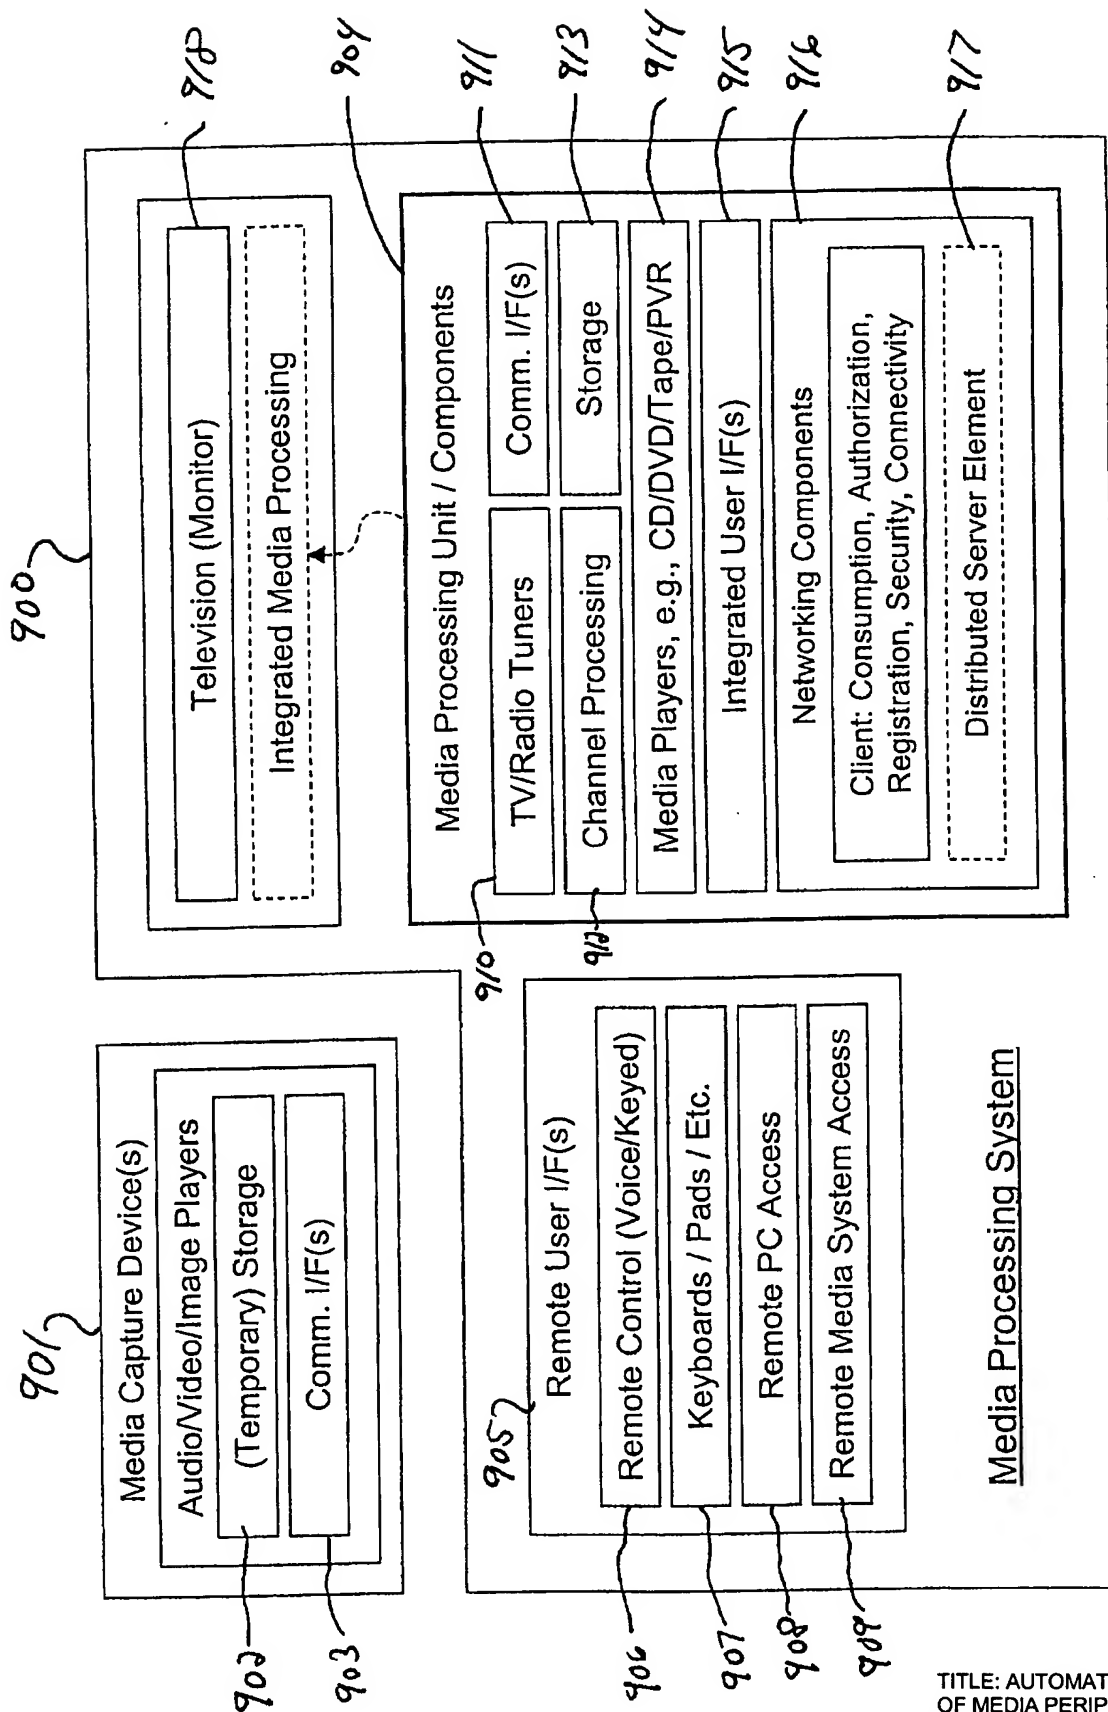 900
901
Media Capture Device(s)
Audio/Video/Image Players
(Temporary) Storage
902
Comm. I/F(s)
903
905
Remote User I/F(s)
Remote Control (Voice/Keyed)
906
Keyboards / Pads / Etc.
907
Remote PC Access
908
Remote Media System Access
909
Media Processing System
918
Television (Monitor)
Integrated Media Processing
904
Media Processing Unit / Components
910
TV/Radio Tuners
Comm. I/F(s)
911
912
Channel Processing
Storage
913
Media Players, e.g., CD/DVD/Tape/PVR
914
Integrated User I/F(s)
915
Networking Components
916
Client: Consumption, Authorization,
Registration, Security, Connectivity
Distributed Server Element
917
TITLE: AUTOMAT
OF MEDIA PERIP